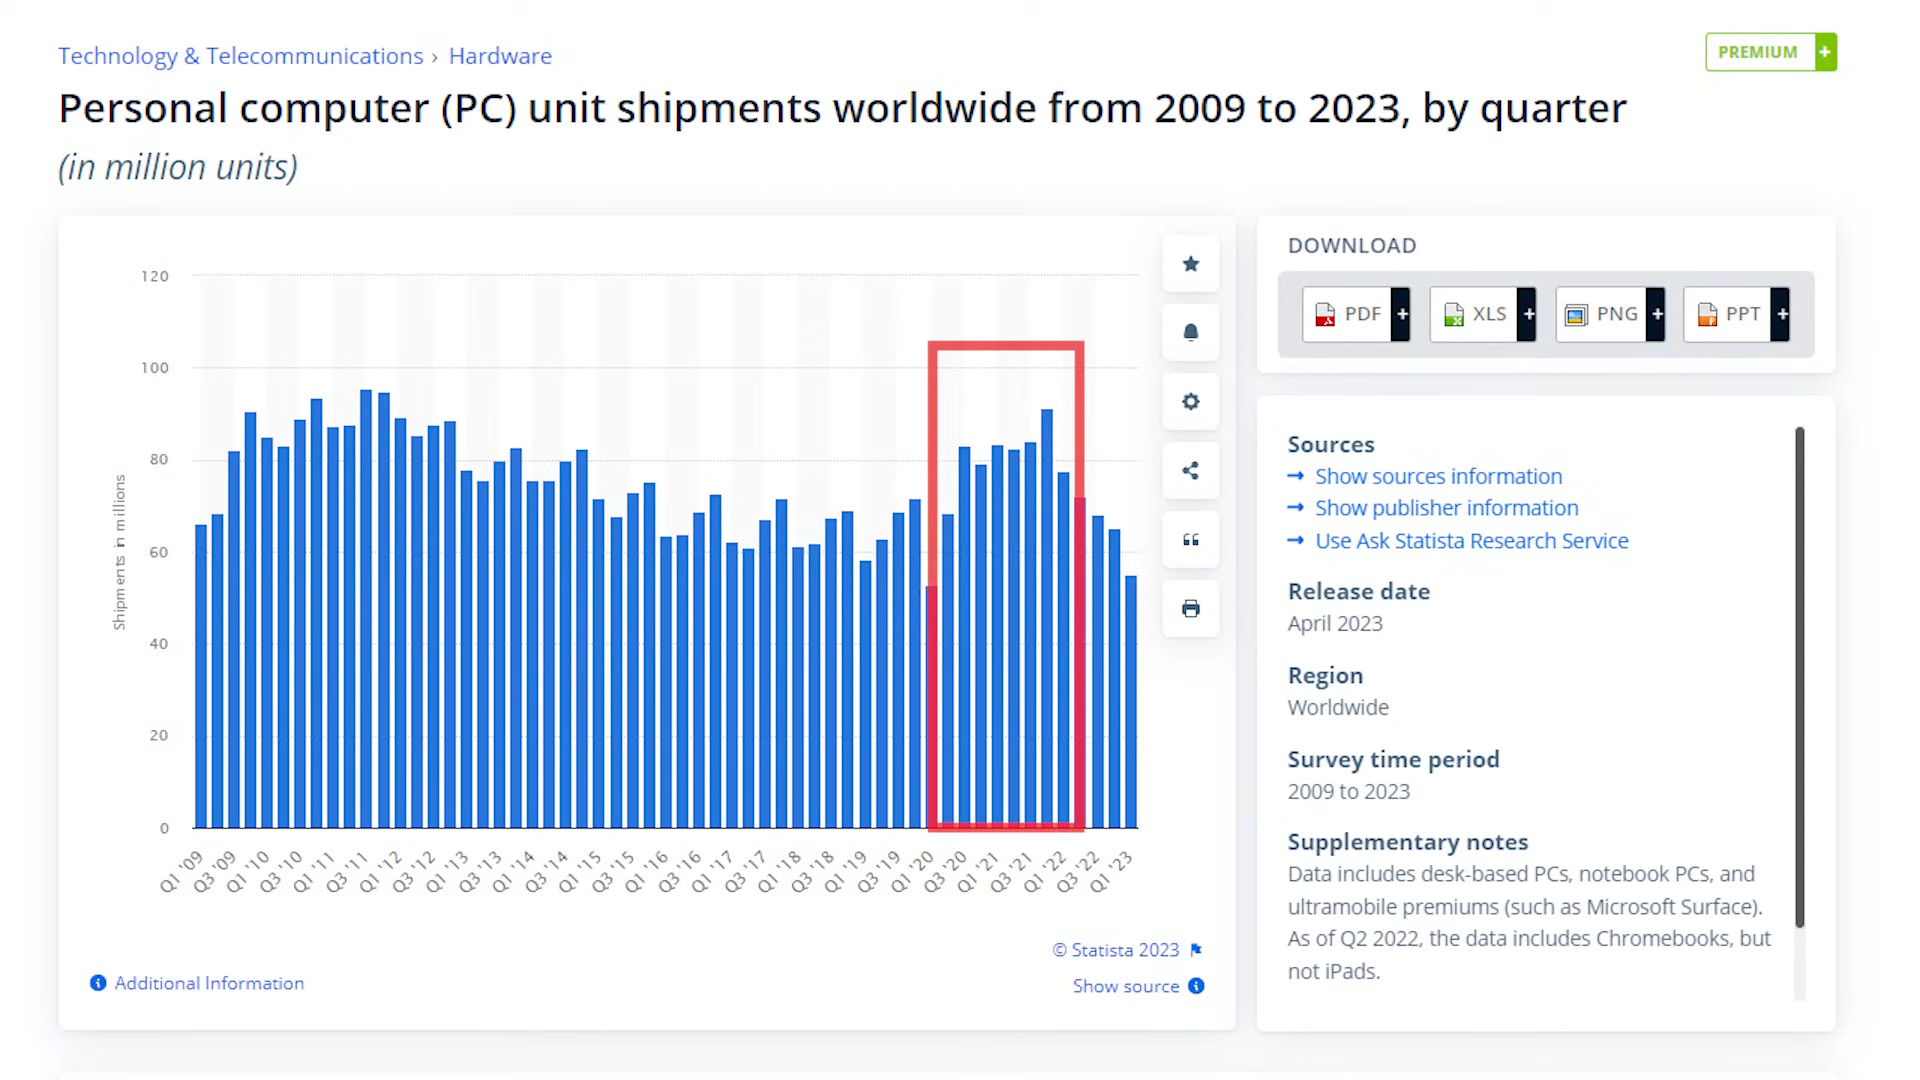 Technology & Telecommunications › Hardware
PREMIUM +
Personal computer (PC) unit shipments worldwide from 2009 to 2023, by quarter
(in million units)
120
100
80
60
40
20
0
Shipments in millions
Q1 '09
Q3 '09
Q1 '10
Q3 '10
Q1 '11
Q3 '11
Q1 '12
Q3 '12
Q1 '13
Q3 '13
Q1 '14
Q3 '14
Q1 '15
Q3 '15
Q1 '16
Q3 '16
Q1 '17
Q3 '17
Q1 '18
Q3 '18
Q1 '19
Q3 '19
Q1 '20
Q3 '20
Q1 '21
Q3 '21
Q1 '22
Q3 '22
Q1 '23
© Statista 2023
Additional Information
Show source
DOWNLOAD
PDF +
XLS +
PNG +
PPT +
Sources
→ Show sources information
→ Show publisher information
→ Use Ask Statista Research Service
Release date
April 2023
Region
Worldwide
Survey time period
2009 to 2023
Supplementary notes
Data includes desk-based PCs, notebook PCs, and
ultramobile premiums (such as Microsoft Surface).
As of Q2 2022, the data includes Chromebooks, but
not iPads.